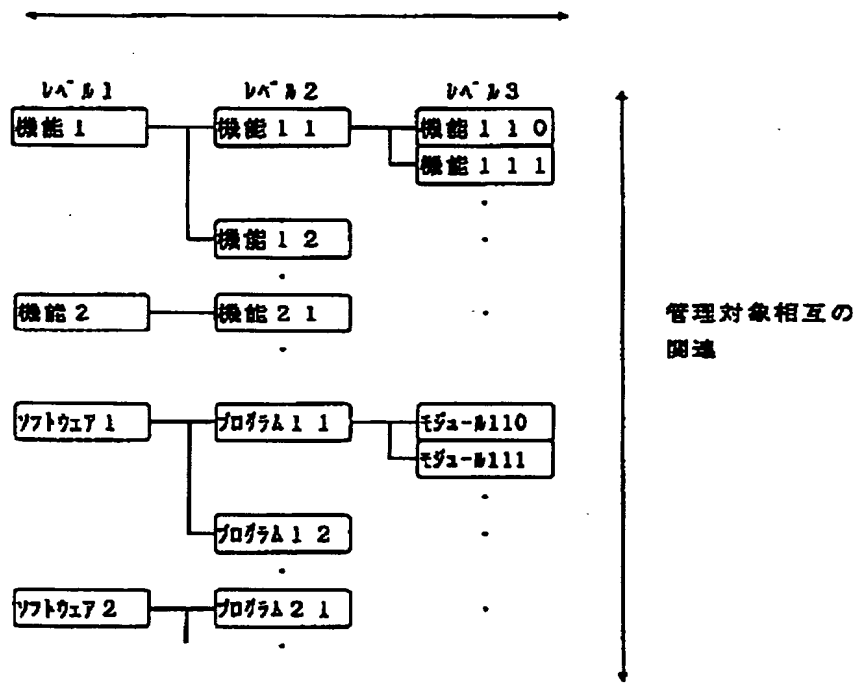 レベル1 レベル2 レベル3
機能1 機能11 機能110
機能111
機能12
機能2 機能21
管理対象相互の
関連
ソフトウェア1 プログラム11 モジュール110
モジュール111
プログラム12
ソフトウェア2 プログラム21